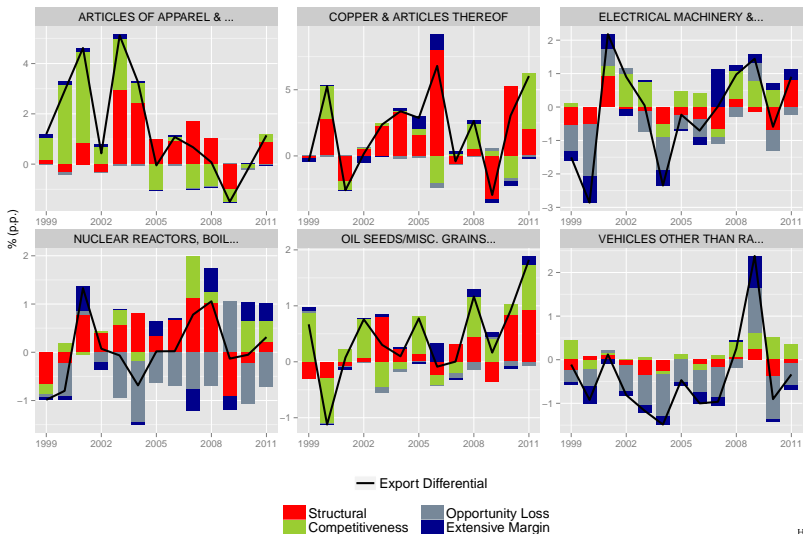 ARTICLES OF APPAREL & ... COPPER & ARTICLES THEREOF ELECTRICAL MACHINERY &...
4
2
0
1999 2002 2005 2008 2011
5
0
1999 2002 2005 2008 2011
2
1
0
−1
−2
−3
1999 2002 2005 2008 2011
% (p.p.)
NUCLEAR REACTORS, BOIL... OIL SEEDS/MISC. GRAINS... VEHICLES OTHER THAN RA...
2
1
0
−1
1999 2002 2005 2008 2011
2
1
0
−1
1999 2002 2005 2008 2011
2
1
0
−1
1999 2002 2005 2008 2011
Export Differential
Structural Opportunity Loss
Competitiveness Extensive Margin